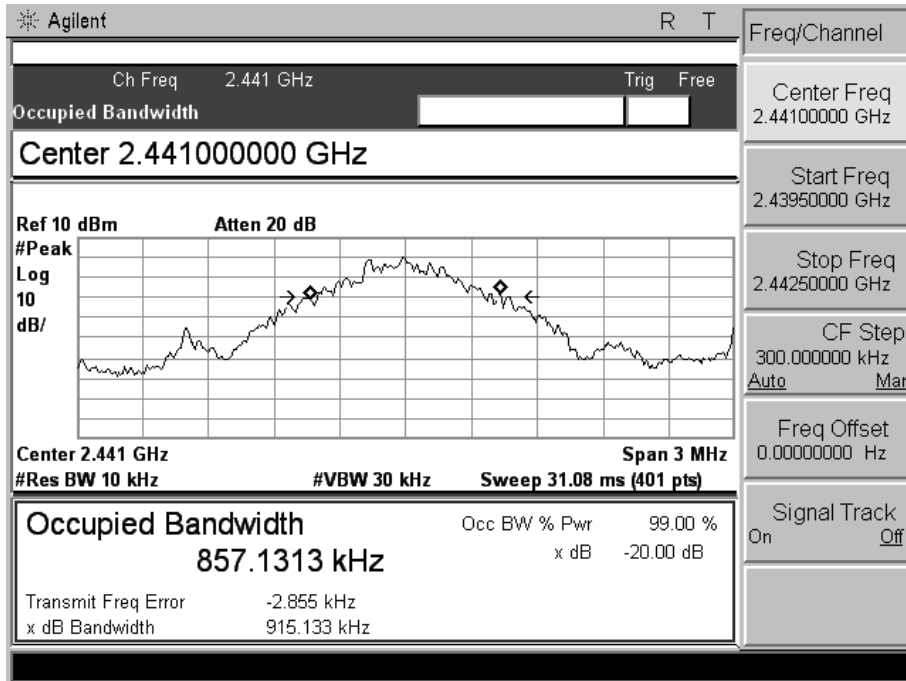 Agilent R T
Ch Freq 2.441 GHz Trig Free
Occupied Bandwidth
Center 2.441000000 GHz
Ref 10 dBm Atten 20 dB
#Peak
Log
10
dB/
Center 2.441 GHz Span 3 MHz
#Res BW 10 kHz #VBW 30 kHz Sweep 31.08 ms (401 pts)
Occupied Bandwidth Occ BW % Pwr 99.00 %
857.1313 kHz x dB -20.00 dB
Transmit Freq Error -2.855 kHz
x dB Bandwidth 915.133 kHz
Freq/Channel
Center Freq
2.44100000 GHz
Start Freq
2.43950000 GHz
Stop Freq
2.44250000 GHz
CF Step
300.000000 kHz
Auto Man
Freq Offset
0.00000000 Hz
Signal Track
On Off